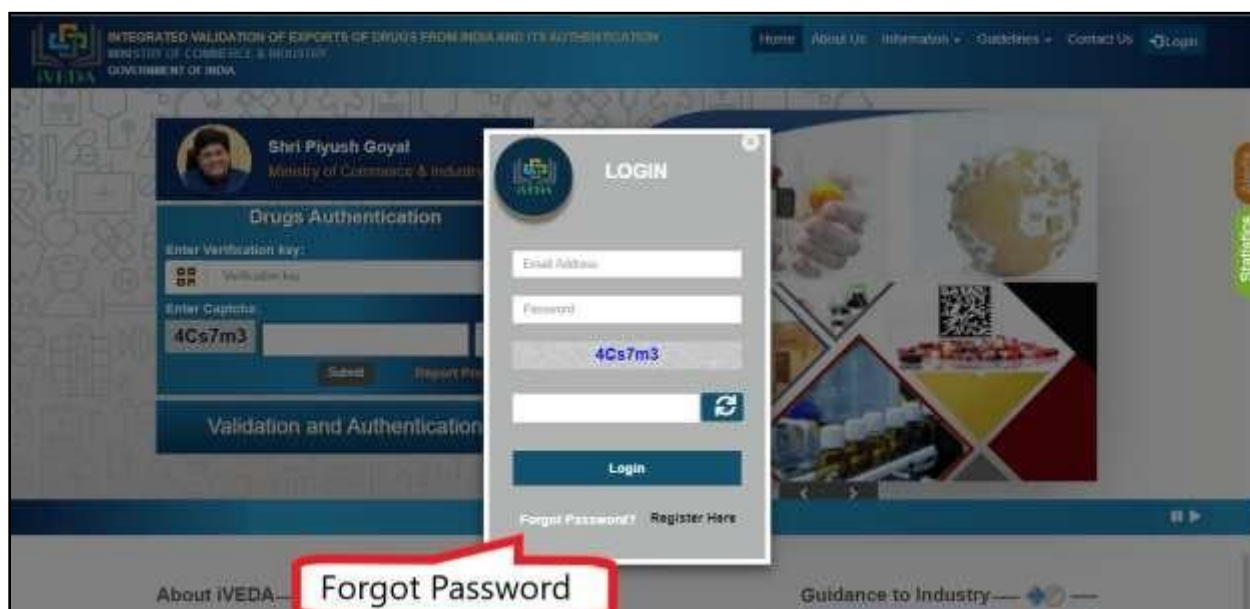 INTEGRATED VALIDATION OF EXPORTS OF DRUGS FROM INDIA AND ITS AUTHENTICATION
MINISTRY OF COMMERCE & INDUSTRY
GOVERNMENT OF INDIA
iVEDA
Home About Us Information Guidelines Contact Us Login
Shri Piyush Goyal
Ministry of Commerce & Industry
Drugs Authentication
Enter Verification key:
Verification key
Enter Captcha:
4Cs7m3
Submit Report
Validation and Authentication
LOGIN
Email Address
Password
4Cs7m3
Login
Forgot Password? Register Here
Statistics
Forgot Password
About iVEDA
Guidance to Industry